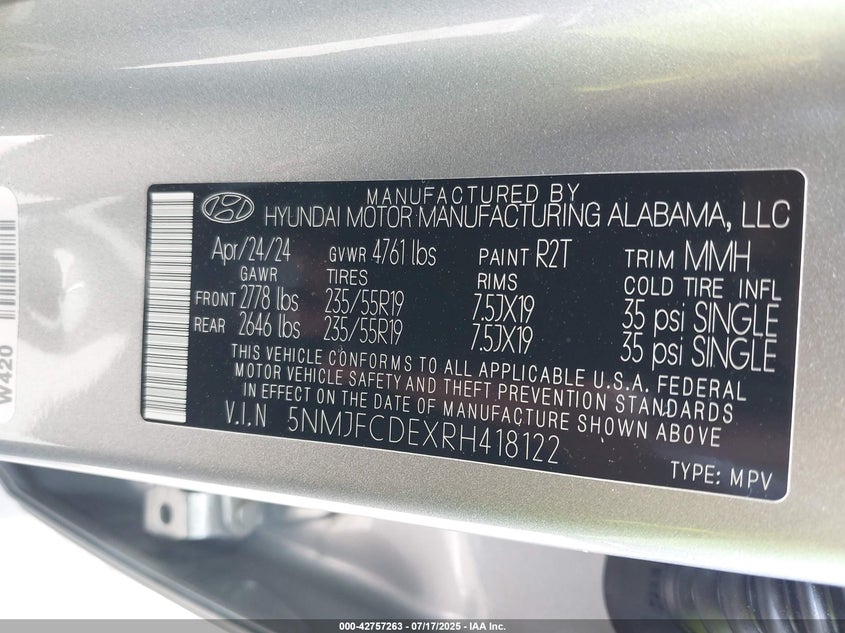 MANUFACTURED BY
HYUNDAI MOTOR MANUFACTURING ALABAMA, LLC
Apr/24/24 GVWR 4761 lbs PAINT R2T TRIM MMH
GAWR TIRES RIMS COLD TIRE INFL
FRONT 2778 lbs 235/55R19 7.5JX19 35 psi SINGLE
REAR 2646 lbs 235/55R19 7.5JX19 35 psi SINGLE
THIS VEHICLE CONFORMS TO ALL APPLICABLE U.S.A. FEDERAL
MOTOR VEHICLE SAFETY AND THEFT PREVENTION STANDARDS
IN EFFECT ON THE DATE OF MANUFACTURE SHOWN ABOVE
V.I.N 5NMJFCDEXRH418122
TYPE: MPV
W420
000-42757263 - 07/17/2025 - IAA Inc.